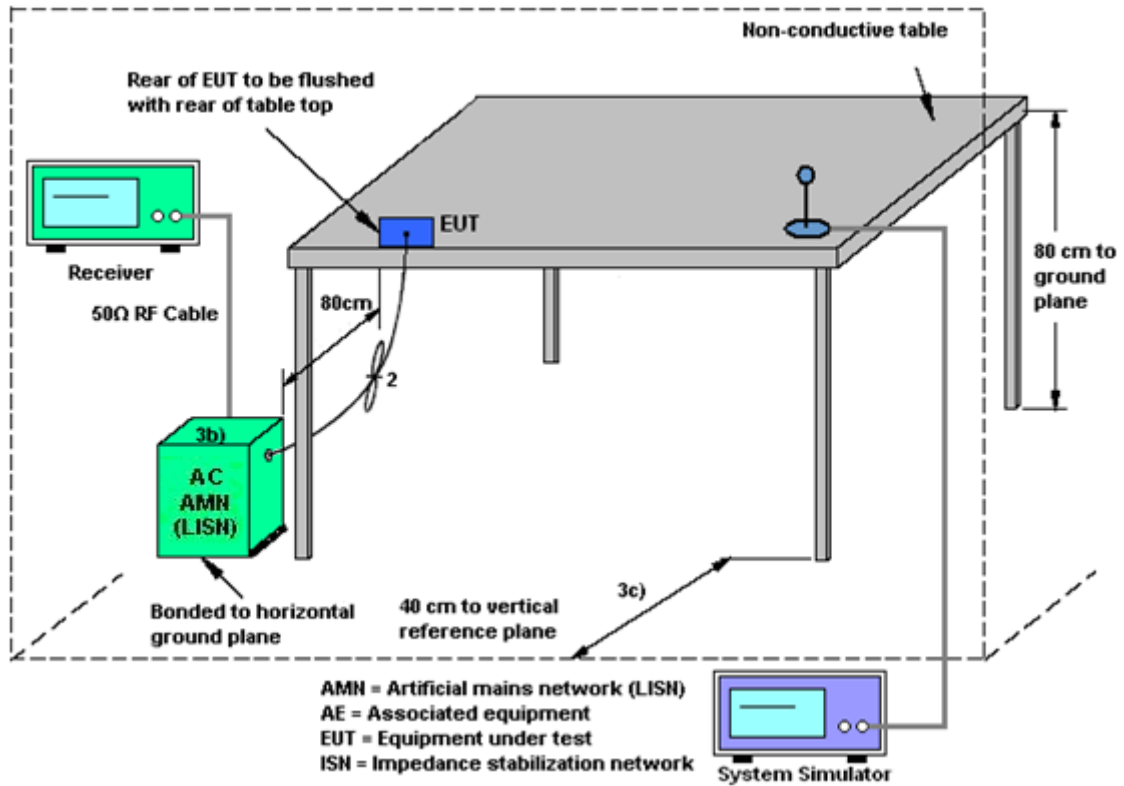 Non-conductive table
Rear of EUT to be flushed
with rear of table top
EUT
Receiver
50Ω RF Cable
80cm
80 cm to
ground
plane
2
3b)
AC
AMN
(LISN)
Bonded to horizontal
ground plane
40 cm to vertical
reference plane
3c)
AMN = Artificial mains network (LISN)
AE = Associated equipment
EUT = Equipment under test
ISN = Impedance stabilization network
System Simulator